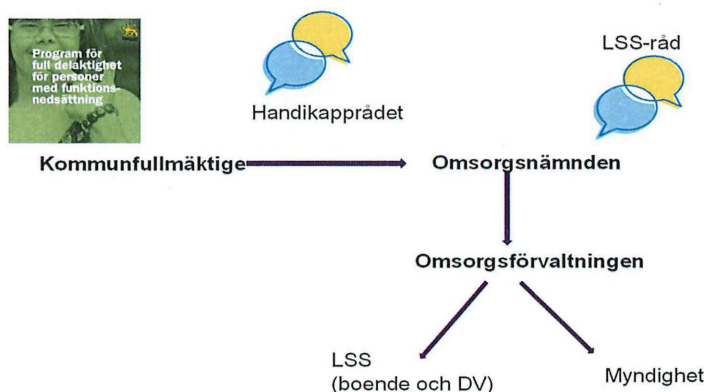 Program för
full delaktighet
för personer
med funktions-
nedsättning
Handikapprådet
LSS-råd
Kommunfullmäktige
Omsorgsnämnden
Omsorgsförvaltningen
LSS
(boende och DV)
Myndighet